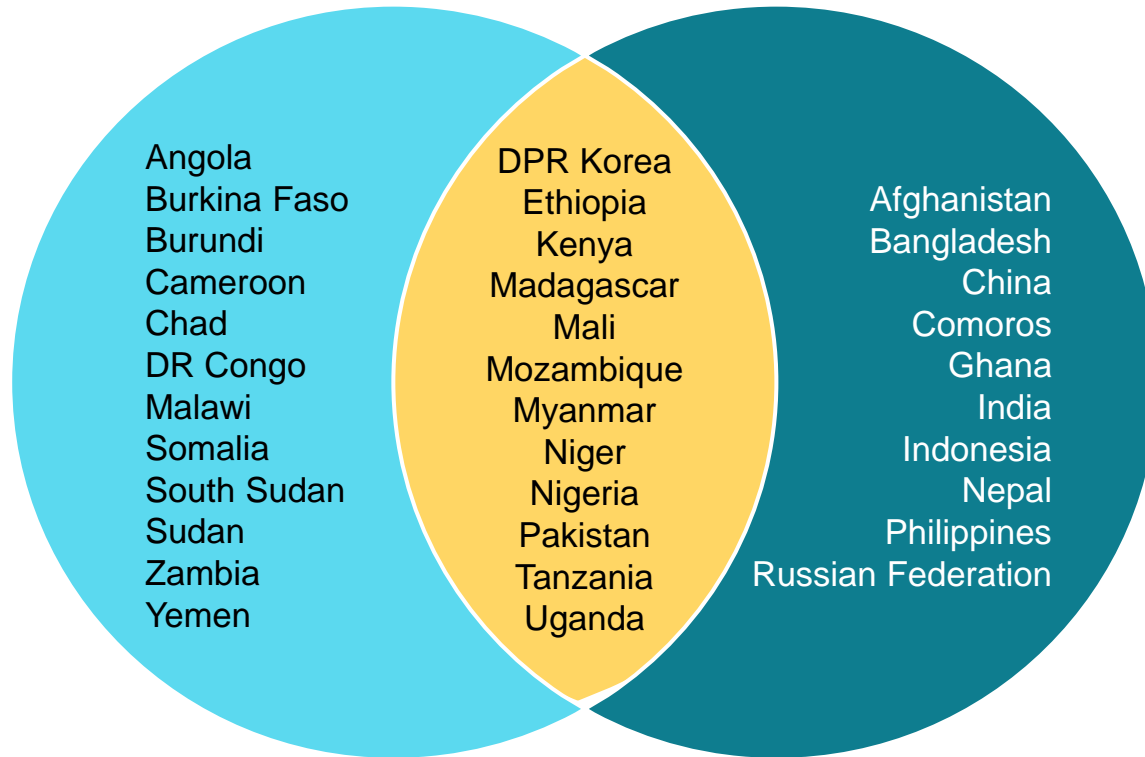 Angola
Burkina Faso
Burundi
Cameroon
Chad
DR Congo
Malawi
Somalia
South Sudan
Sudan
Zambia
Yemen
DPR Korea
Ethiopia
Kenya
Madagascar
Mali
Mozambique
Myanmar
Niger
Nigeria
Pakistan
Tanzania
Uganda
Afghanistan
Bangladesh
China
Comoros
Ghana
India
Indonesia
Nepal
Philippines
Russian Federation